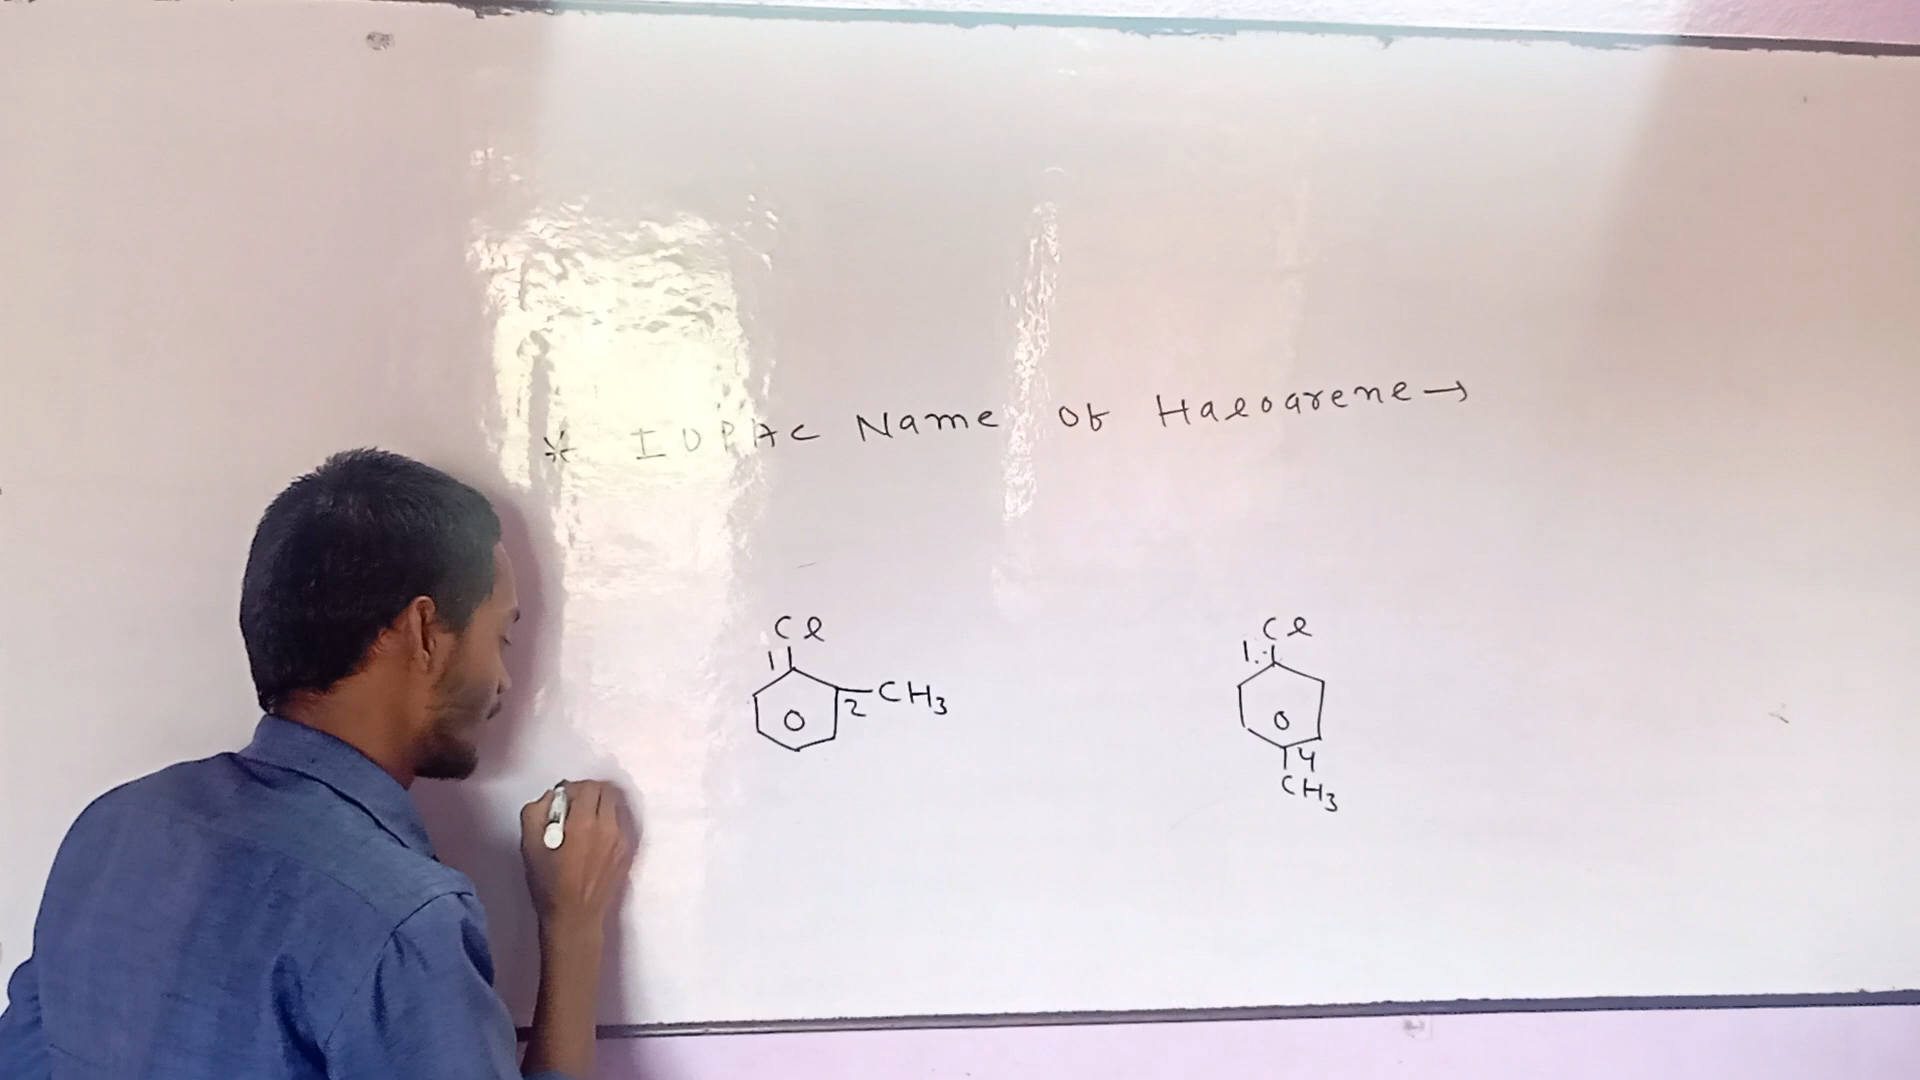 * IUPAC Name Of Haloarene →
Cl Cl
1 1.
CH3
2
4
CH3